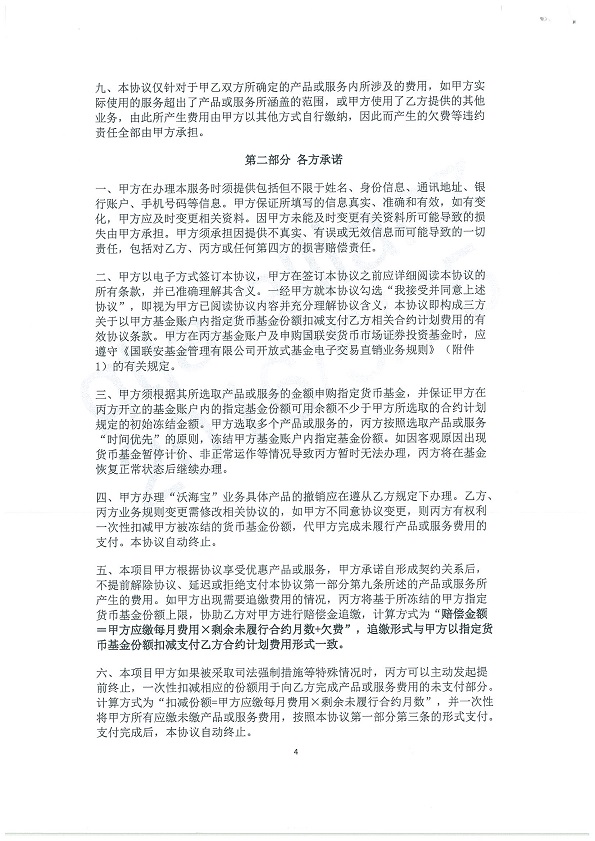 九、本协议仅针对于甲乙双方所确定的产品或服务内所涉及的费用，如甲方实
际使用的服务超出了产品或服务所涵盖的范围，或甲方使用了乙方提供的其他
业务，由此所产生费用由甲方以其他方式自行缴纳，因此而产生的欠费等违约
责任全部由甲方承担。
第二部分 各方承诺
一、甲方在办理本服务时须提供包括但不限于姓名、身份信息、通讯地址、银
行账户、手机号码等信息。甲方保证所填写的信息真实、准确和有效，如有变
化，甲方应及时变更相关资料。因甲方未能及时变更有关资料所可能导致的损
失由甲方承担。甲方须承担因提供不真实、有误或无效信息而可能导致的一切
责任，包括对乙方、丙方或任何第四方的损害赔偿责任。
二、甲方以电子方式签订本协议，甲方在签订本协议之前应详细阅读本协议的
所有条款，并已准确理解其含义。一经甲方就本协议勾选“我接受并同意上述
协议”，即视为甲方已阅读协议内容并充分理解协议含义，本协议即构成三方
关于以甲方基金账户内指定货币基金份额扣减支付乙方相关合约计划费用的有
效协议条款。甲方在丙方基金账户及申购国联安货币市场证券投资基金时，应
遵守《国联安基金管理有限公司开放式基金电子交易直销业务规则》（附件
1）的有关规定。
三、甲方须根据其所选取产品或服务的金额申购指定货币基金，并保证甲方在
丙方开立的基金账户内的指定基金份额可用余额不少于甲方所选取的合约计划
规定的初始冻结金额。甲方选取多个产品或服务的，丙方按照选取产品或服务
“时间优先”的原则，冻结甲方基金账户内指定基金份额。如因客观原因出现
货币基金暂停计价、非正常运作等情况导致丙方暂时无法办理，丙方将在基金
恢复正常状态后继续办理。
四、甲方办理“沃海宝”业务具体产品的撤销应在遵从乙方规定下办理。乙方、
丙方业务规则变更需修改相关协议的，如甲方不同意协议变更，则丙方有权利
一次性扣减甲方被冻结的货币基金份额，代甲方完成未履行产品或服务费用的
支付。本协议自动终止。
五、本项目甲方根据协议享受优惠产品或服务，甲方承诺自形成契约关系后，
不提前解除协议、延迟或拒绝支付本协议第一部分第九条所述的产品或服务所
产生的费用。如甲方出现需要追缴费用的情况，丙方将基于所冻结的甲方指定
货币基金份额上限，协助乙方对甲方进行赔偿金追缴，计算方式为“赔偿金额
＝甲方应缴每月费用×剩余未履行合约月数+欠费”，追缴形式与甲方以指定货
币基金份额扣减支付乙方合约计划费用形式一致。
六、本项目甲方如果被采取司法强制措施等特殊情况时，丙方可以主动发起提
前终止，一次性扣减相应的份额用于向乙方完成产品或服务费用的未支付部分。
计算方式为“扣减份额=甲方应缴每月费用×剩余未履行合约月数”，并一次性
将甲方所有应缴未缴产品或服务费用，按照本协议第一部分第三条的形式支付。
支付完成后，本协议自动终止。
4